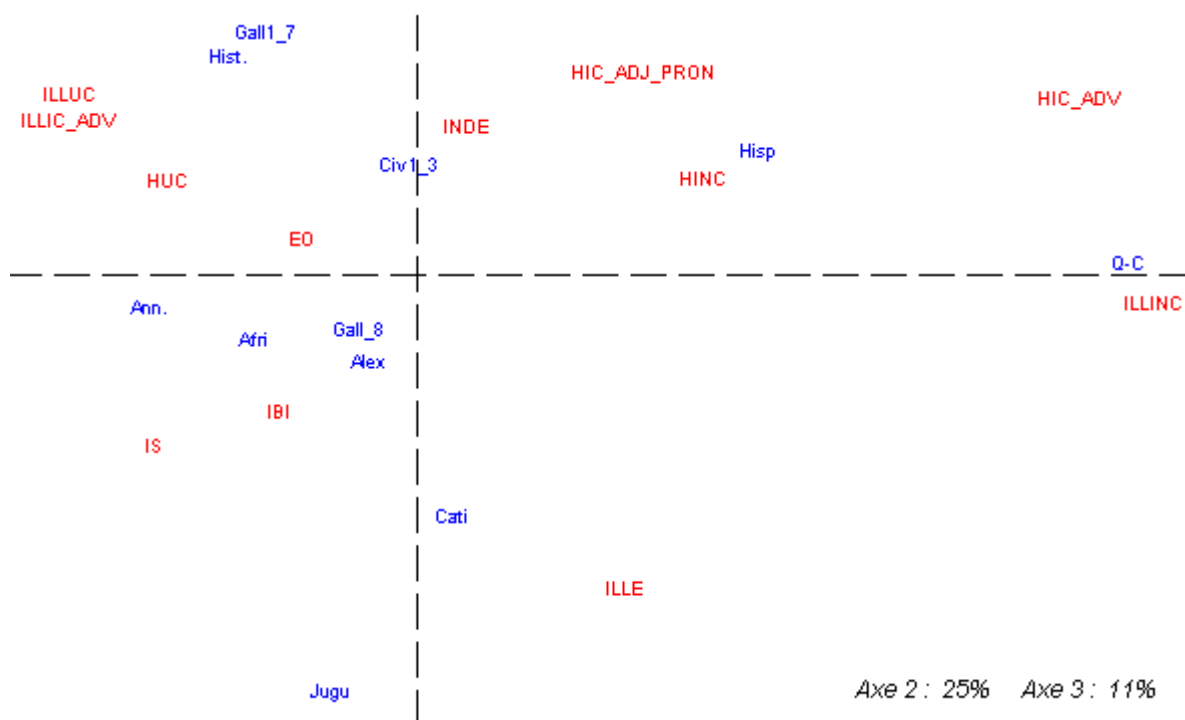 Gall1_7
Hist.
HIC_ADJ_PRON
ILLUC
HIC_ADV
ILLIC_ADV
INDE
Hisp
Civ1_3
HUC
HINC
EO
Q-C
Ann.
ILLINC
Gall_8
Afri
Alex
IBI
IS
Cati
ILLE
Jugu
Axe 2 : 25% Axe 3 : 11%